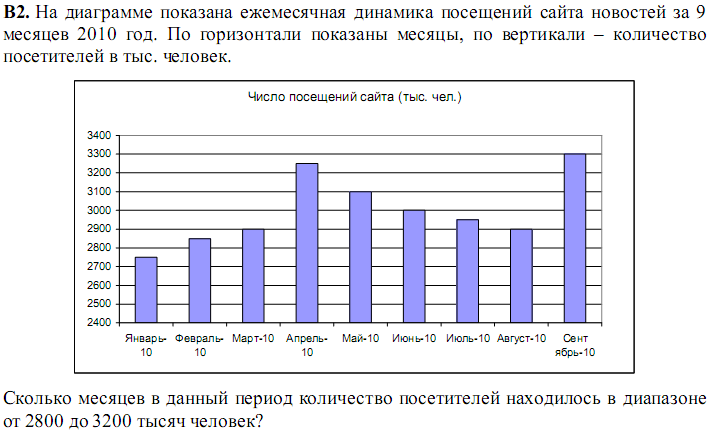 В2. На диаграмме показана ежемесячная динамика посещений сайта новостей за 9
месяцев 2010 год. По горизонтали показаны месяцы, по вертикали – количество
посетителей в тыс. человек.
Число посещений сайта (тыс. чел.)
3400
3300
3200
3100
3000
2900
2800
2700
2600
2500
2400
Январь- Февраль- Март-10 Апрель- Май-10 Июнь-10 Июль-10 Август-10 Сент
10 10 10 ябрь-10
Сколько месяцев в данный период количество посетителей находилось в диапазоне
от 2800 до 3200 тысяч человек?